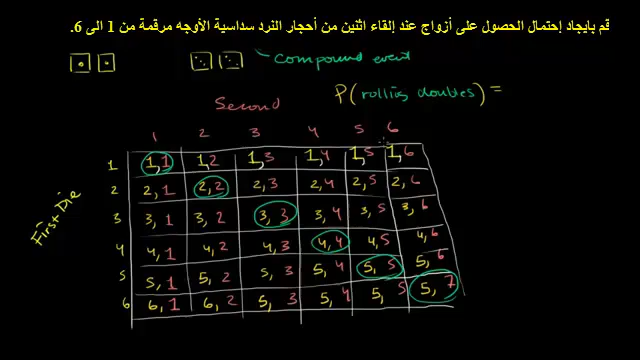 قم بإيجاد إحتمال الحصول على أزواج عند إلقاء اثنين من أحجار النرد سداسية الأوجه مرقمة من 1 الى 6.
compound event
Second P(rolling doubles) =
1 2 3 4 5 6
First Die
1 1,1 1,2 1,3 1,4 1,5 1,6
2 2,1 2,2 2,3 2,4 2,5 2,6
3 3,1 3,2 3,3 3,4 3,5 3,6
4 4,1 4,2 4,3 4,4 4,5 4,6
5 5,1 5,2 5,3 5,4 5,5 5,6
6 6,1 6,2 5,3 5,4 5,5 5,7